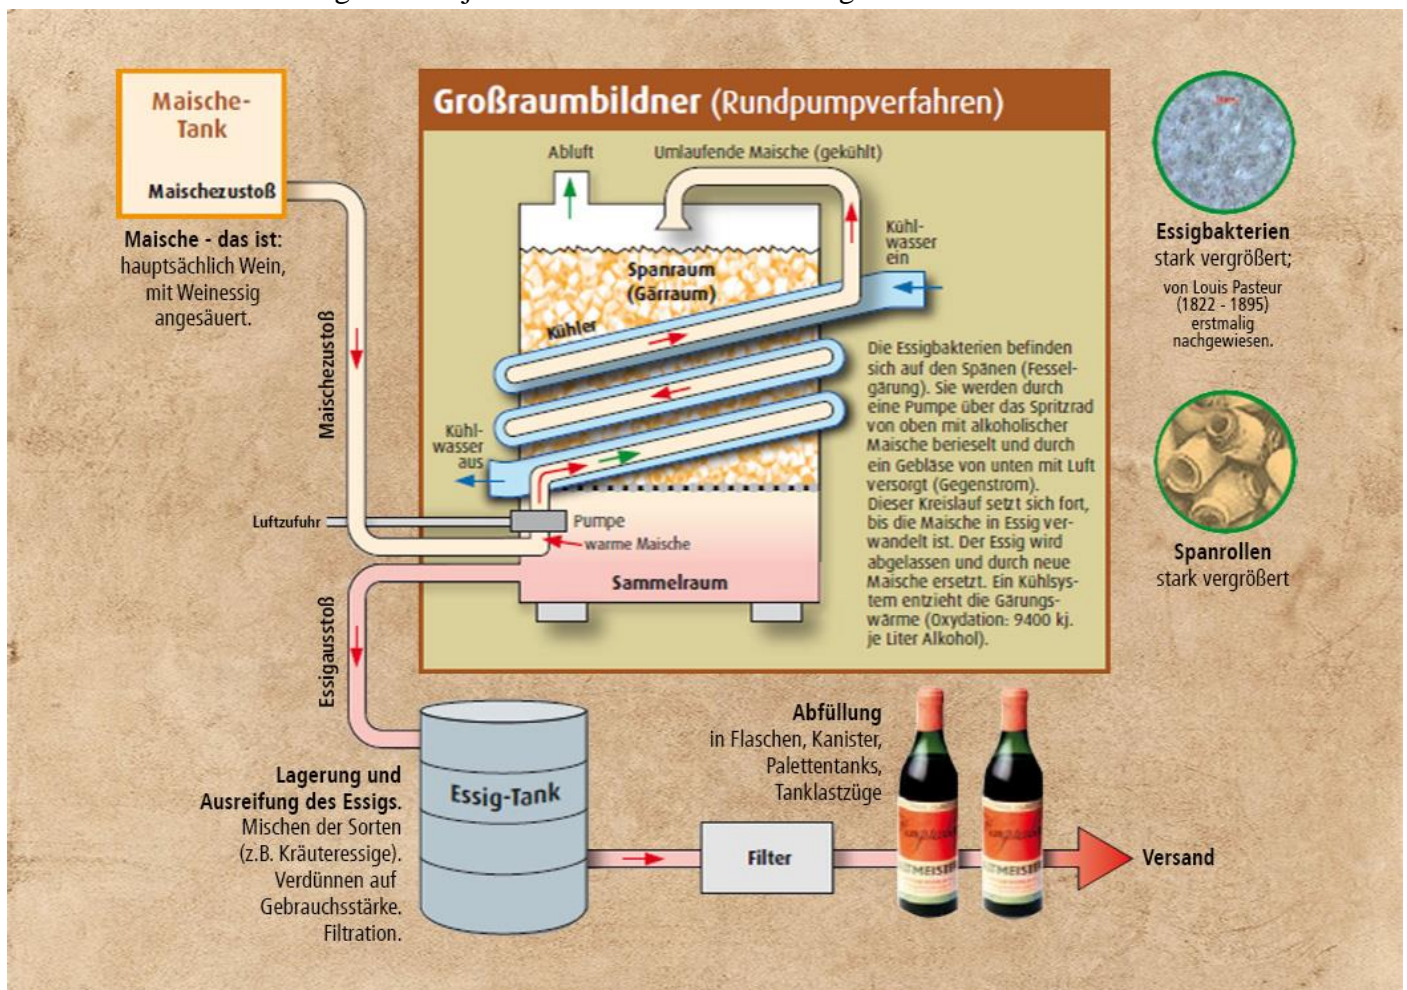 Maische-
Tank
Maischezustoß
Maische - das ist:
hauptsächlich Wein,
mit Weinessig
angesäuert.
Maischezustoß
Großraumbildner (Rundpumpverfahren)
Abluft
Umlaufende Maische (gekühlt)
Kühl-
wasser
ein
Spanraum
(Gärraum)
Kühler
Kühl-
wasser
aus
Luftzufuhr
Pumpe
warme Maische
Sammelraum
Die Essigbakterien befinden
sich auf den Spänen (Fessel-
gärung). Sie werden durch
eine Pumpe über das Spritzrad
von oben mit alkoholischer
Maische berieselt und durch
ein Gebläse von unten mit Luft
versorgt (Gegenstrom).
Dieser Kreislauf setzt sich fort,
bis die Maische in Essig ver-
wandelt ist. Der Essig wird
abgelassen und durch neue
Maische ersetzt. Ein Kühlsys-
tem entzieht die Gärungs-
wärme (Oxydation: 9400 kj.
je Liter Alkohol).
Essigbakterien
stark vergrößert;
von Louis Pasteur
(1822 - 1895)
erstmalig
nachgewiesen.
Spanrollen
stark vergrößert
Essigausstoß
Lagerung und
Ausreifung des Essigs.
Mischen der Sorten
(z.B. Kräuteressige).
Verdünnen auf
Gebrauchsstärke.
Filtration.
Essig-Tank
Filter
Abfüllung
in Flaschen, Kanister,
Palettentanks,
Tanklastzüge
Versand